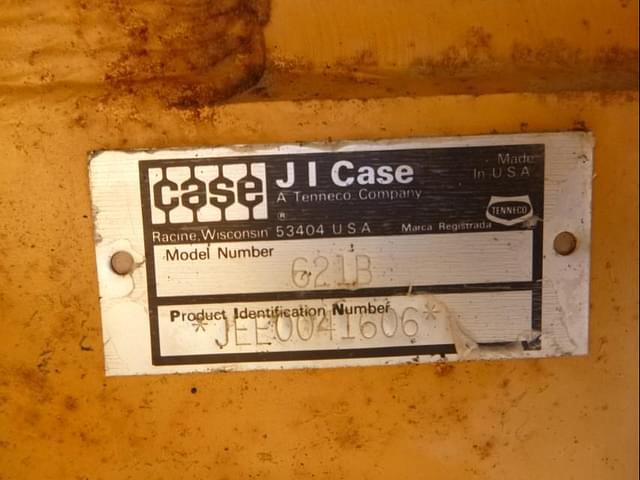 case J I Case
A Tenneco Company
®
Made
In U.S.A.
TENNECO
Racine, Wisconsin 53404 U S A Marca Registrada
Model Number
621B
Product Identification Number
*JEE0041606*